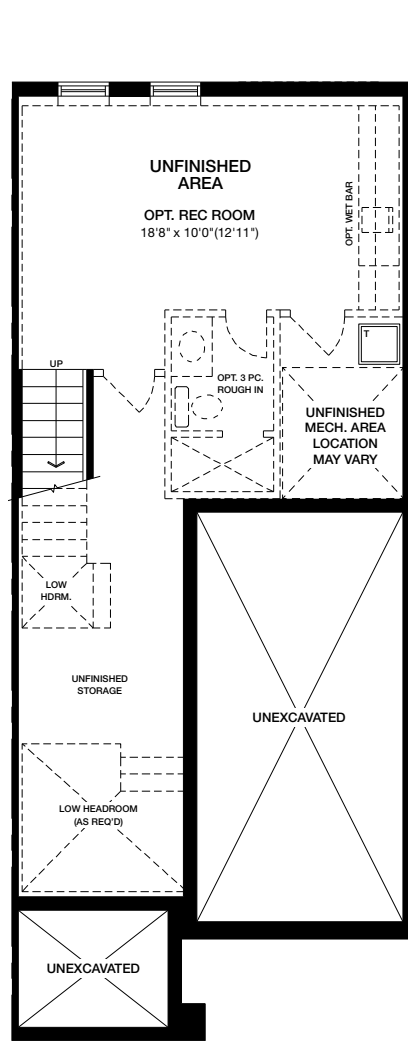 UNFINISHED
AREA
OPT. REC ROOM
18'8" x 10'0"(12'11")
OPT. WET BAR
T
UP
OPT. 3 PC.
ROUGH IN
UNFINISHED
MECH. AREA
LOCATION
MAY VARY
LOW
HDRM.
UNFINISHED
STORAGE
UNEXCAVATED
LOW HEADROOM
(AS REQ'D)
UNEXCAVATED